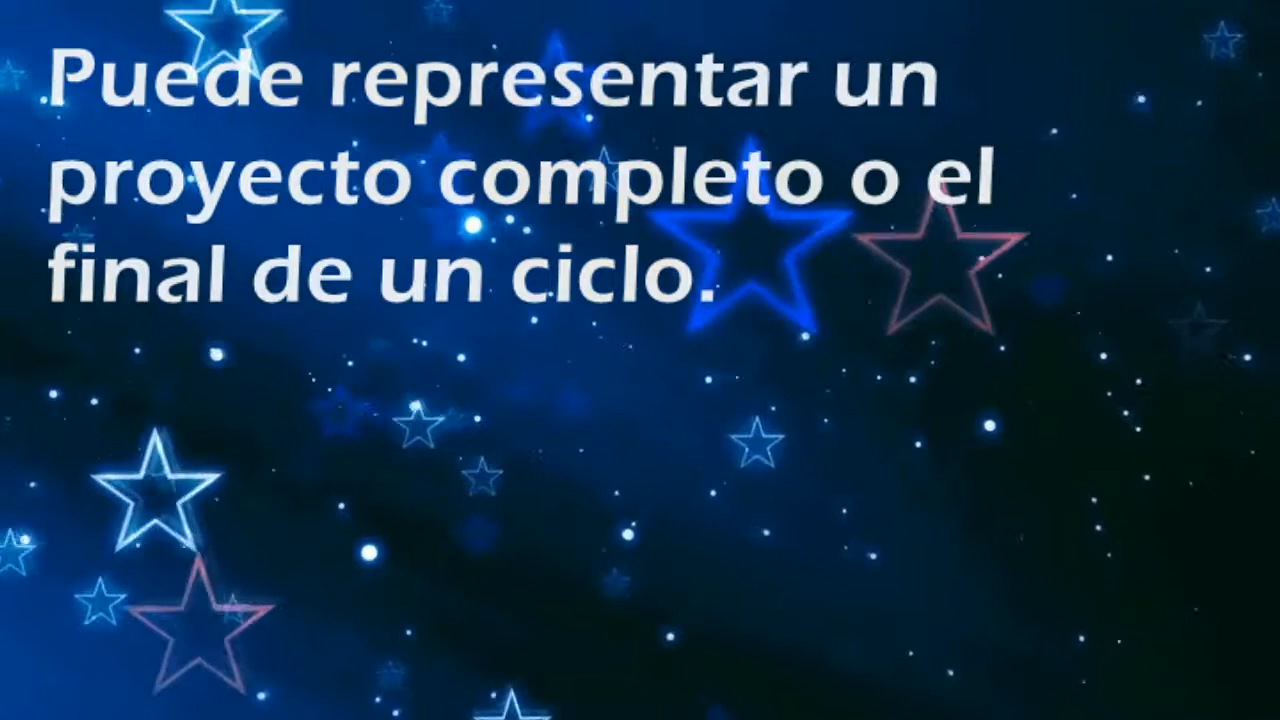 Puede representar un
proyecto completo o el
final de un ciclo.